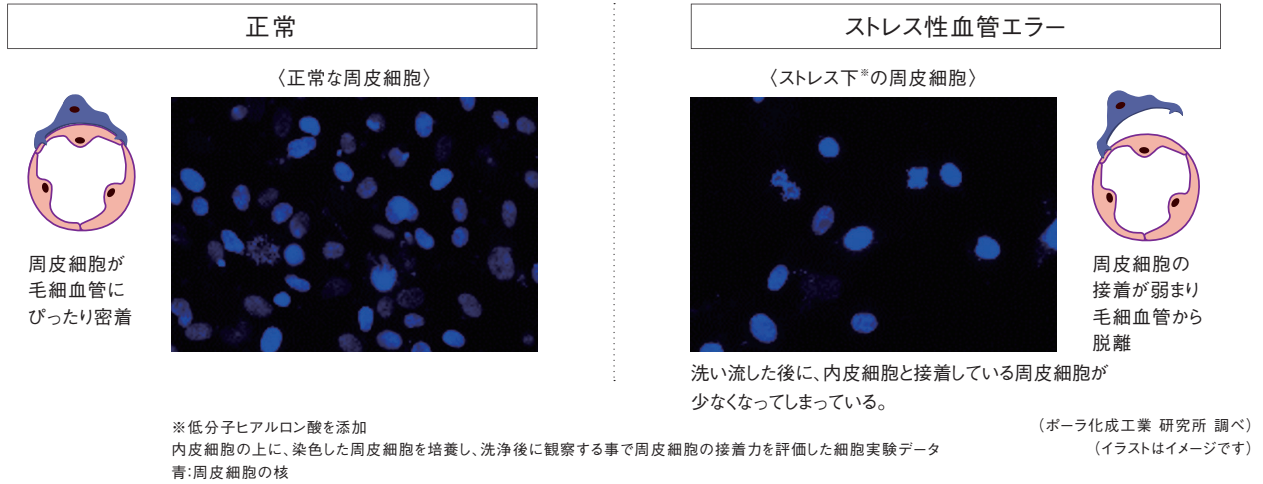 正常
ストレス性血管エラー
〈正常な周皮細胞〉
〈ストレス下※の周皮細胞〉
周皮細胞が
毛細血管に
ぴったり密着
周皮細胞の
接着が弱まり
毛細血管から
脱離
洗い流した後に、内皮細胞と接着している周皮細胞が
少なくなってしまっている。
※低分子ヒアルロン酸を添加
内皮細胞の上に、染色した周皮細胞を培養し、洗浄後に観察する事で周皮細胞の接着力を評価した細胞実験データ
青:周皮細胞の核
（ポーラ化成工業 研究所 調べ）
（イラストはイメージです）